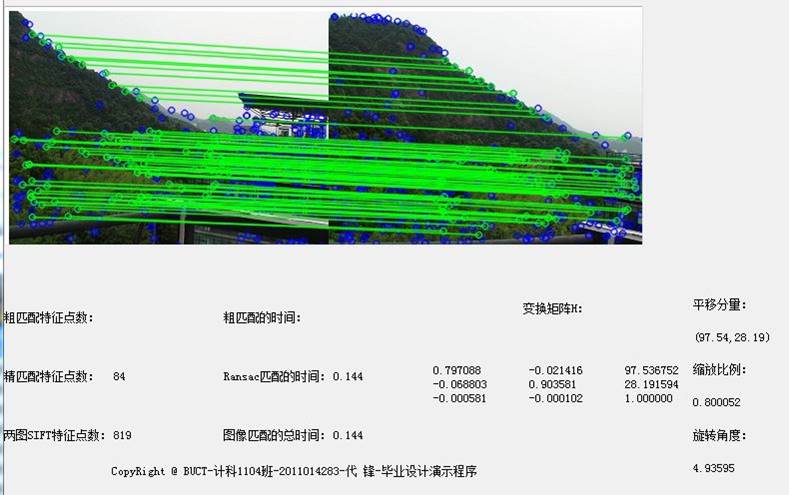 平移分量:
变换矩阵H:
粗匹配特征点数:
粗匹配的时间:
(97.54,28.19)
0.797088 -0.021416 97.536752
缩放比例:
精匹配特征点数: 84
Ransac匹配的时间: 0.144
-0.068803 0.903581 28.191594
-0.000581 -0.000102 1.000000
0.800052
两图SIFT特征点数: 819
图像匹配的总时间: 0.144
旋转角度:
4.93595
CopyRight @ BUCT-计科1104班-2011014283-代 锋-毕业设计演示程序